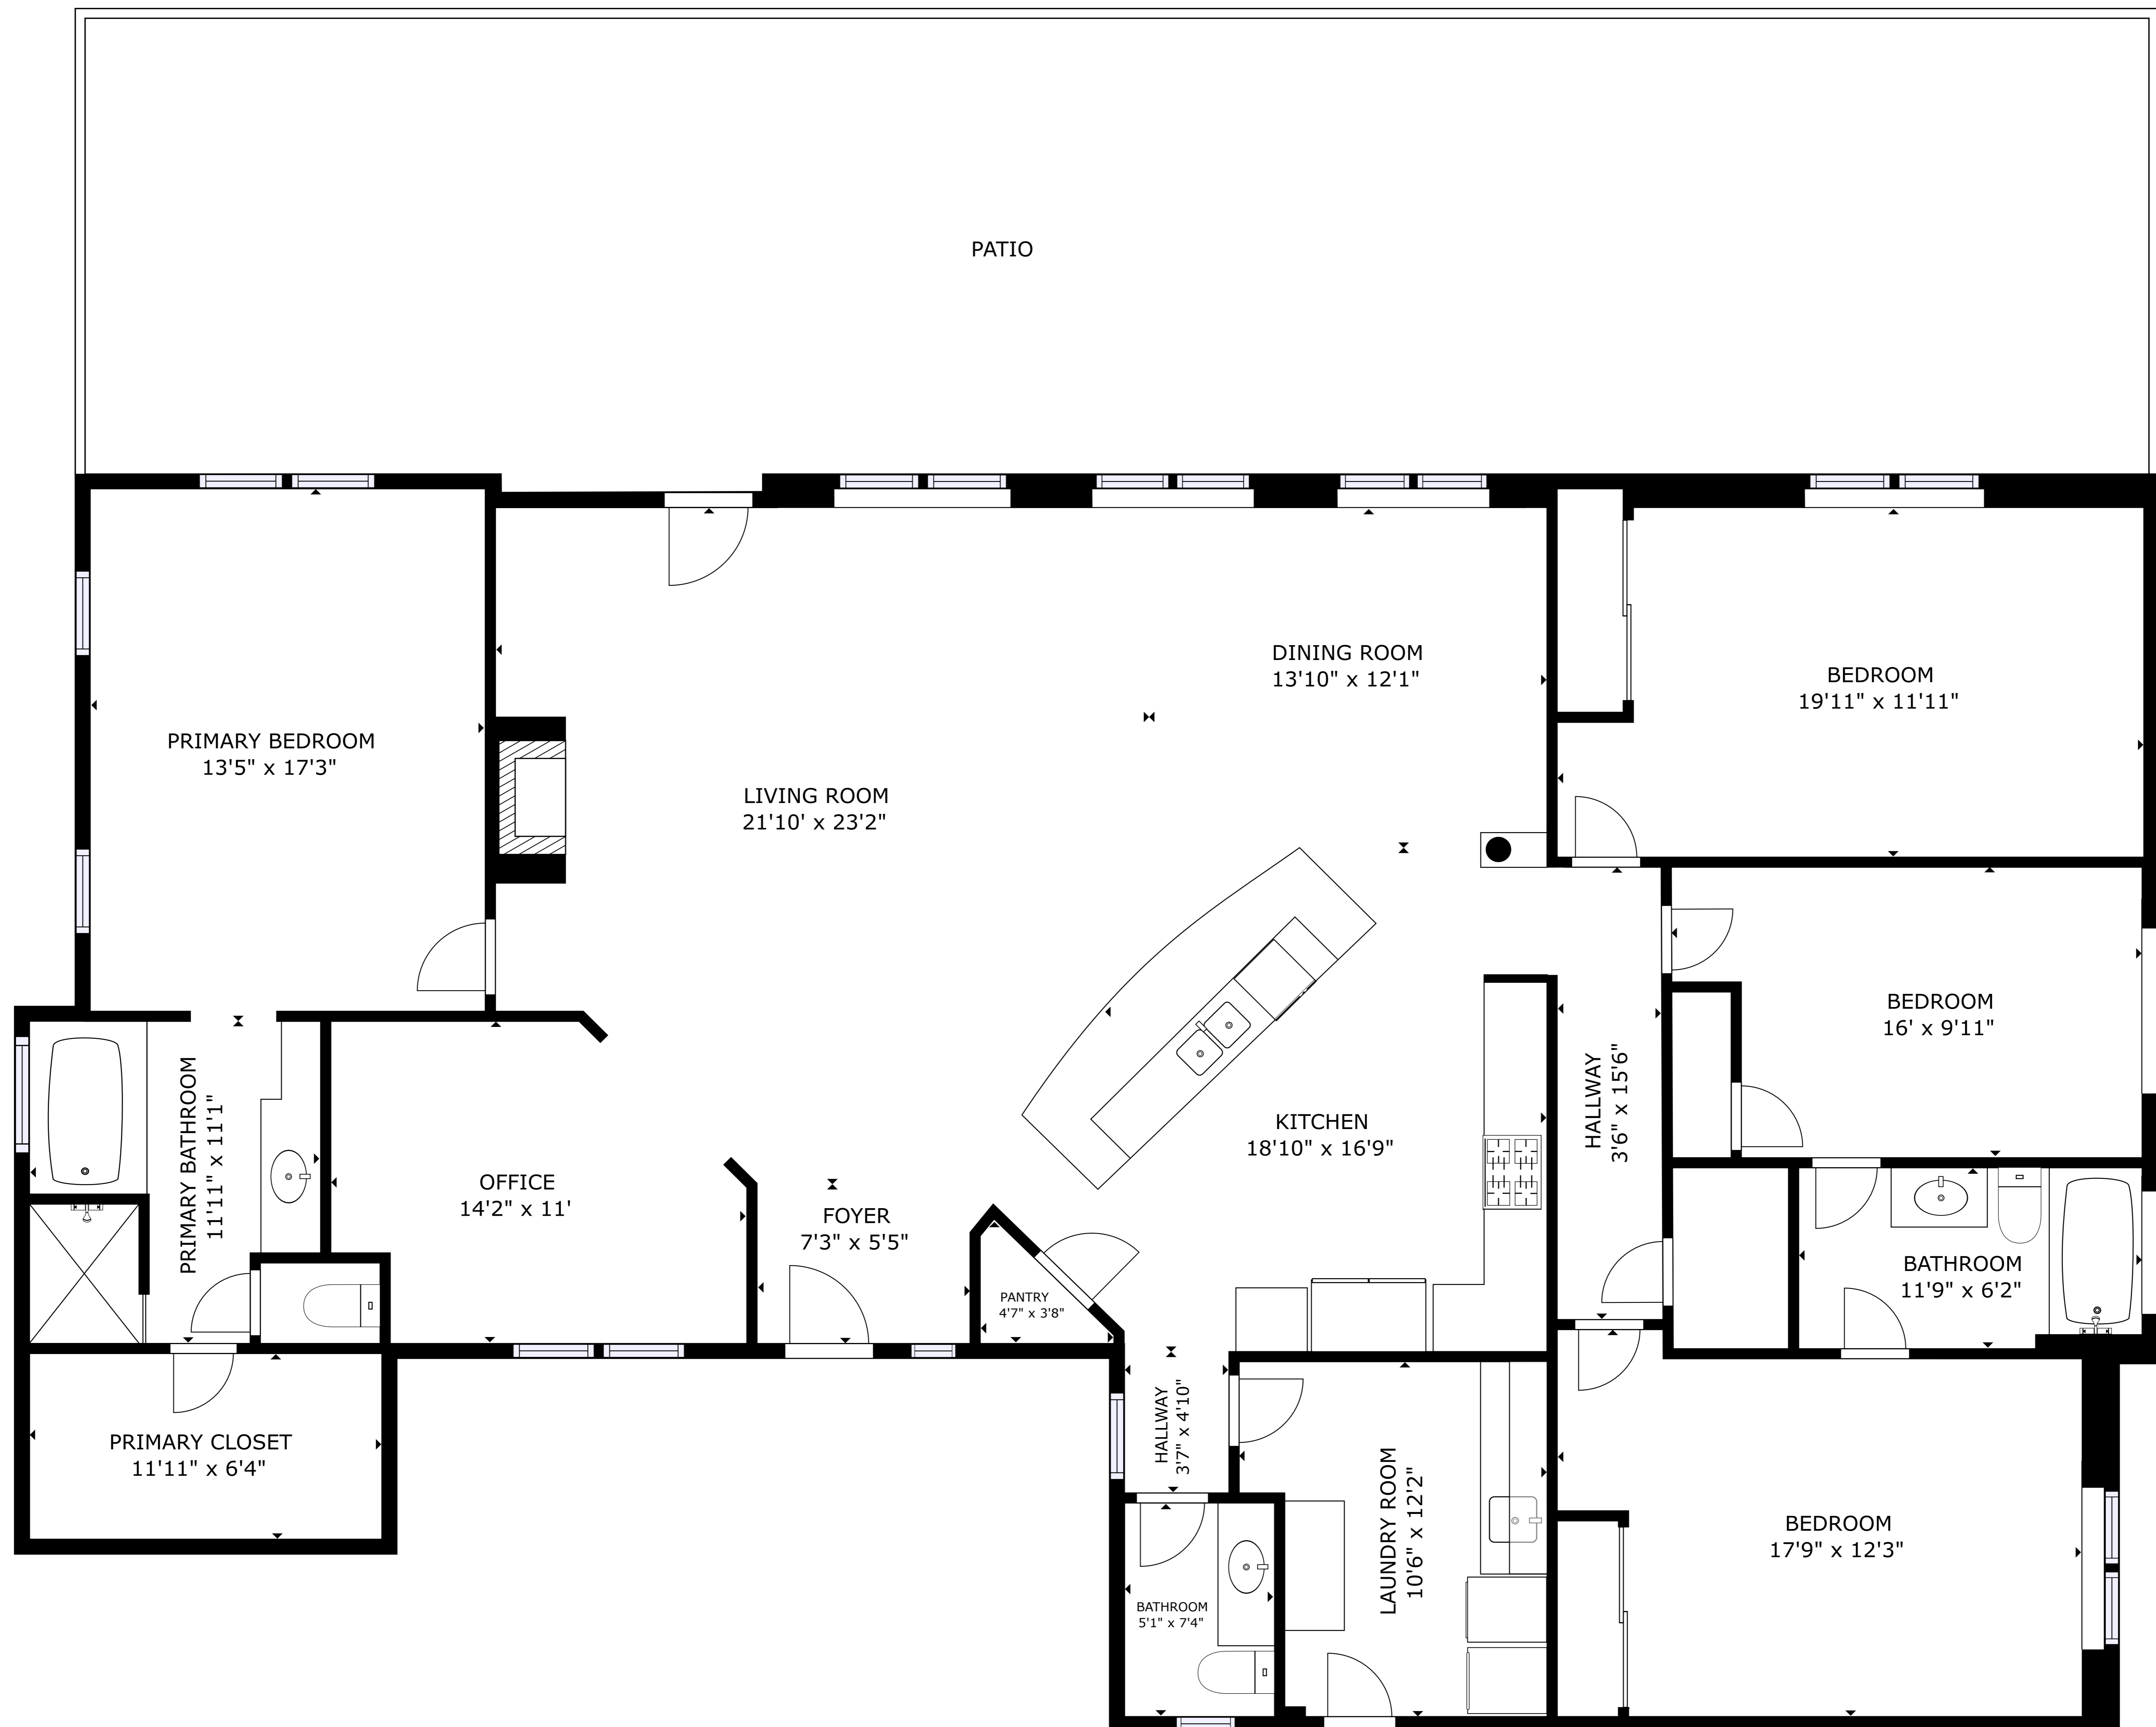 PATIO
DINING ROOM
13'10" x 12'1"
BEDROOM
19'11" x 11'11"
PRIMARY BEDROOM
13'5" x 17'3"
LIVING ROOM
21'10' x 23'2"
BEDROOM
16' x 9'11"
PRIMARY BATHROOM
11'11" x 11'1"
OFFICE
14'2" x 11'
FOYER
7'3" x 5'5"
PANTRY
4'7" x 3'8"
KITCHEN
18'10" x 16'9"
HALLWAY
3'6" x 15'6"
BATHROOM
11'9" x 6'2"
PRIMARY CLOSET
11'11" x 6'4"
HALLWAY
3'7" x 4'10"
LAUNDRY ROOM
10'6" x 12'2"
BEDROOM
17'9" x 12'3"
BATHROOM
5'1" x 7'4"